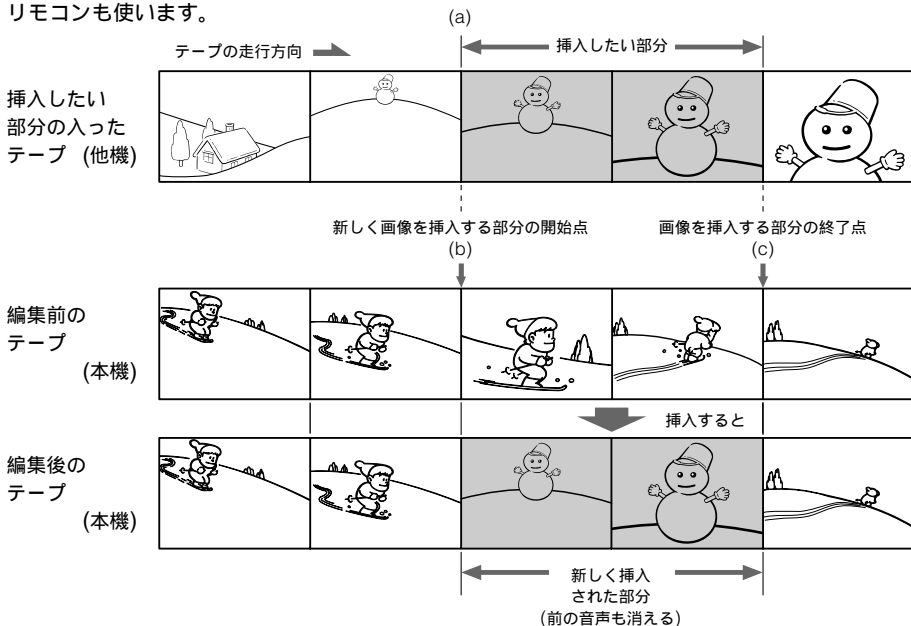 リモコンも使います。
(a)
テープの走行方向
挿入したい部分
挿入したい
部分の入った
テープ (他機)
新しく画像を挿入する部分の開始点
(b)
画像を挿入する部分の終了点
(c)
編集前の
テープ
(本機)
挿入すると
編集後の
テープ
(本機)
新しく挿入
された部分
(前の音声も消える)